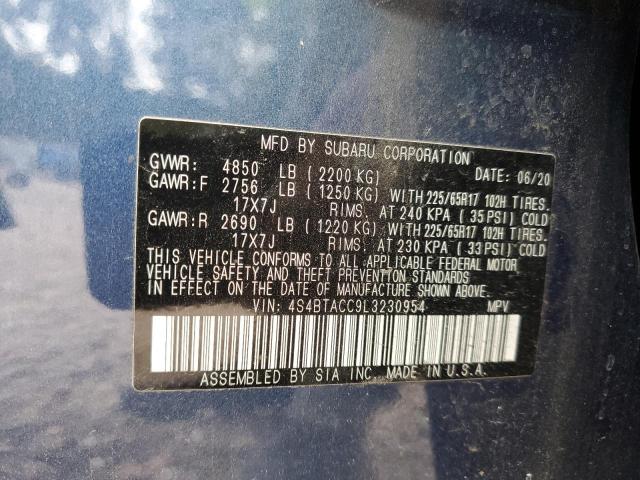 MFD BY SUBARU CORPORATION
GVWR: 4850 LB (2200 KG) DATE: 06/20
GAWR:F 2756 LB (1250 KG) WITH 225/65R17 102H TIRES.
17X7J RIMS. AT 240 KPA (35 PSI) COLD
GAWR:R 2690 LB (1220 KG) WITH 225/65R17 102H TIRES.
17X7J RIMS. AT 230 KPA (33 PSI) COLD
THIS VEHICLE CONFORMS TO ALL APPLICABLE FEDERAL MOTOR
VEHICLE SAFETY AND THEFT PREVENTION STANDARDS
IN EFFECT ON THE DATE OF MANUFACTURE SHOWN ABOVE.
VIN: 4S4BTACC9L3230954 MPV
ASSEMBLED BY SIA INC. MADE IN U.S.A.